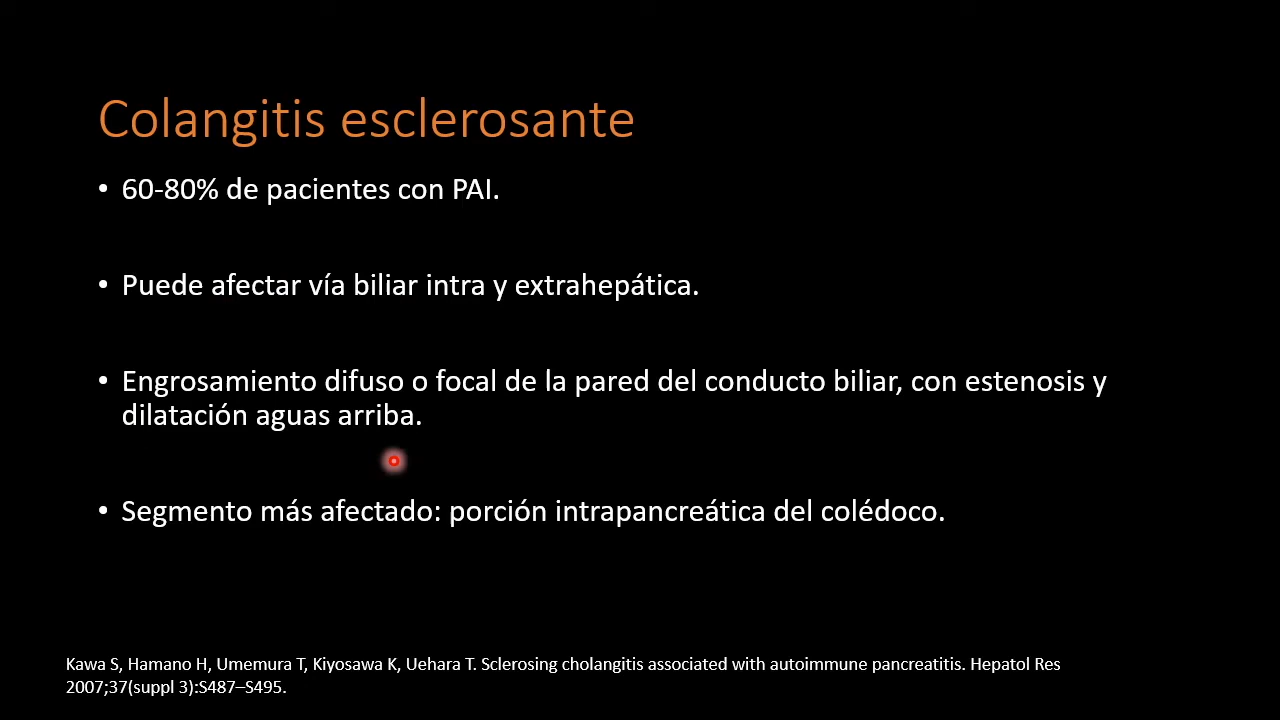 Colangitis esclerosante
• 60-80% de pacientes con PAI.
• Puede afectar vía biliar intra y extrahepática.
• Engrosamiento difuso o focal de la pared del conducto biliar, con estenosis y
dilatación aguas arriba.
• Segmento más afectado: porción intrapancreática del colédoco.
Kawa S, Hamano H, Umemura T, Kiyosawa K, Uehara T. Sclerosing cholangitis associated with autoimmune pancreatitis. Hepatol Res
2007;37(suppl 3):S487–S495.